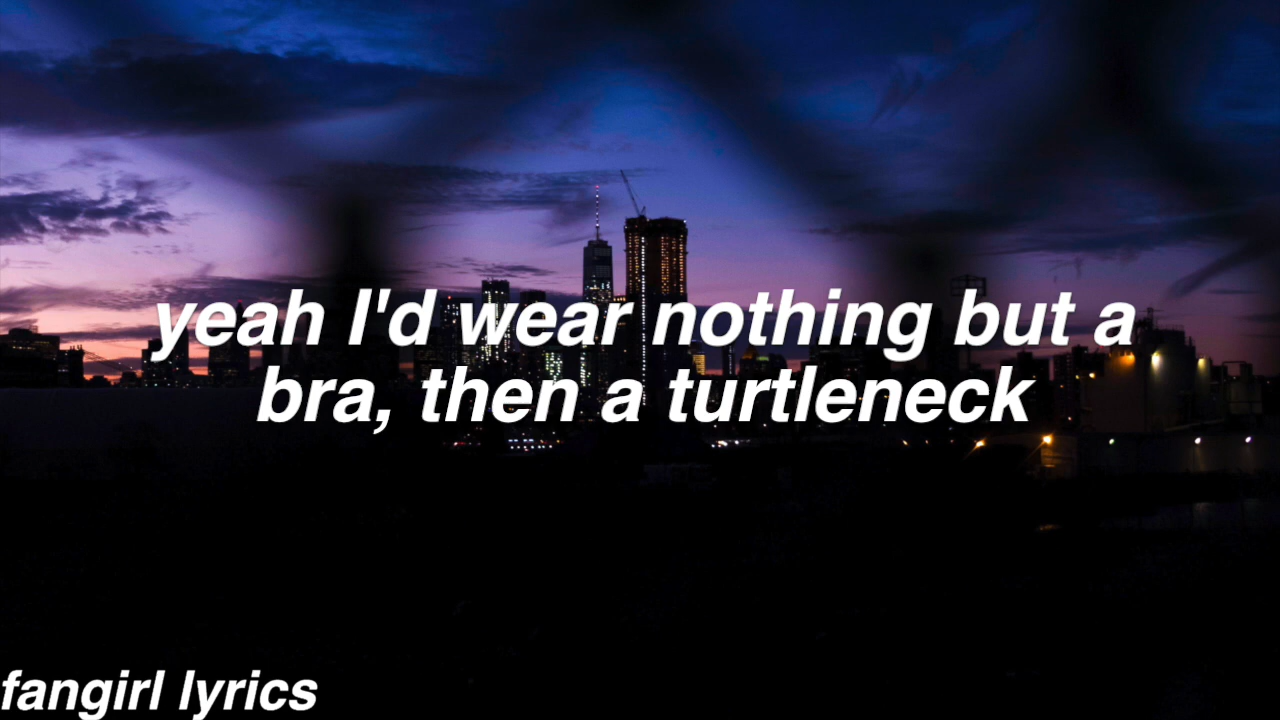 yeah I'd wear nothing but a
bra, then a turtleneck
fangirl lyrics